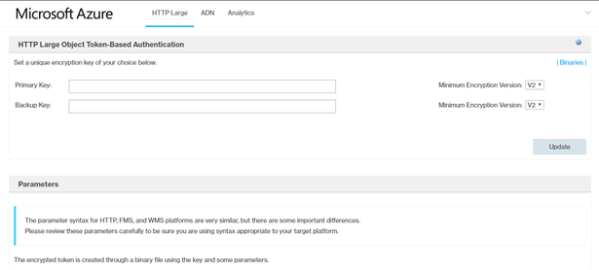 Microsoft Azure HTTP Large ADN Analytics
HTTP Large Object Token-Based Authentication
Set a unique encryption key of your choice below. | Binaries |
Primary Key: Minimum Encryption Version: V2
Backup Key: Minimum Encryption Version: V2
Update
Parameters
The parameter syntax for HTTP, FMS, and WMS platforms are very similar, but there are some important differences.
Please review these parameters carefully to be sure you are using syntax appropriate to your target platform.
The encrypted token is created through a binary file using the key and some parameters.